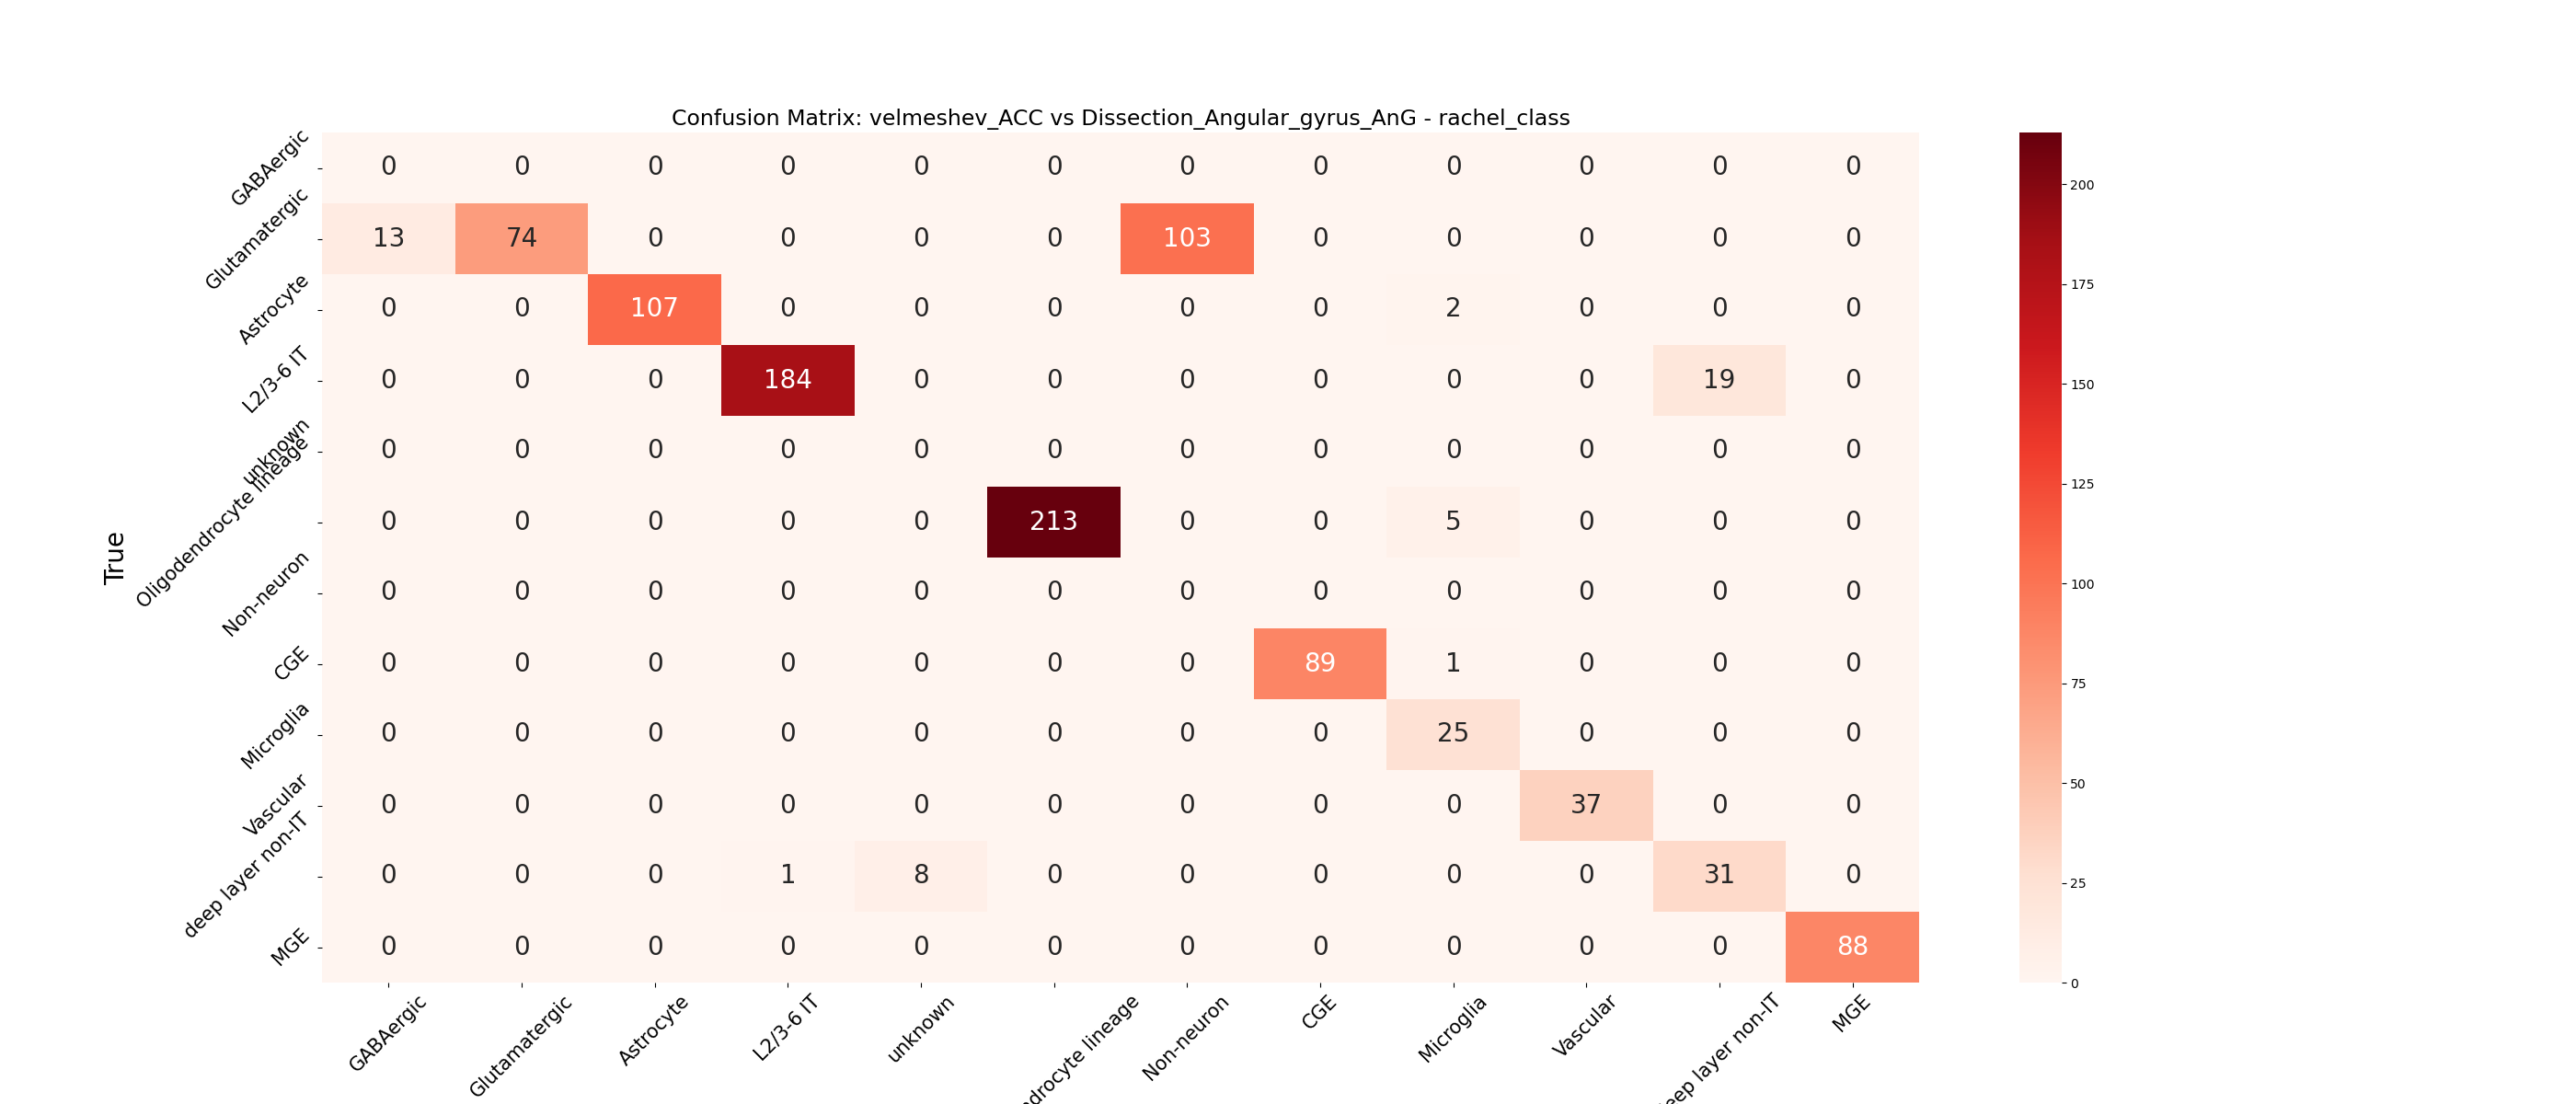 Confusion Matrix: velmeshev_ACC vs Dissection_Angular_gyrus_AnG - rachel_class
GABAergic 0 0 0 0 0 0 0 0 0 0 0 0
Glutamatergic 13 74 0 0 0 0 103 0 0 0 0 0
Astrocyte 0 0 107 0 0 0 0 0 2 0 0 0
L2/3-6 IT 0 0 0 184 0 0 0 0 0 0 19 0
unknown 0 0 0 0 0 0 0 0 0 0 0 0
Oligodendrocyte lineage 0 0 0 0 0 213 0 0 5 0 0 0
Non-neuron 0 0 0 0 0 0 0 0 0 0 0 0
CGE 0 0 0 0 0 0 0 89 1 0 0 0
Microglia 0 0 0 0 0 0 0 0 25 0 0 0
Vascular 0 0 0 0 0 0 0 0 0 37 0 0
deep layer non-IT 0 0 0 1 8 0 0 0 0 0 31 0
MGE 0 0 0 0 0 0 0 0 0 0 0 88
True
GABAergic Glutamatergic Astrocyte L2/3-6 IT unknown lineage Non-neuron CGE Microglia Vascular layer non-IT MGE
200
175
150
125
100
75
50
25
0